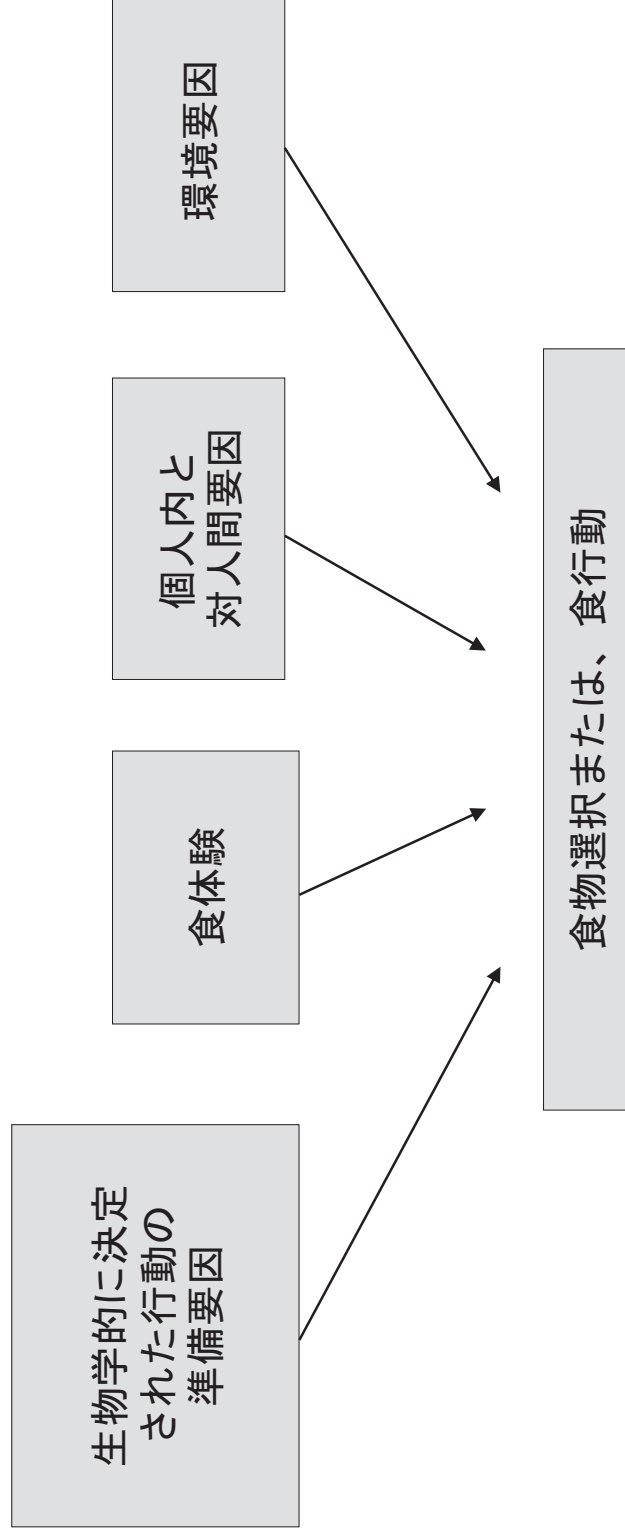 生物学的に決定
された行動の
準備要因
食体験
個人内と
対人間要因
環境要因
食物選択または、食行動